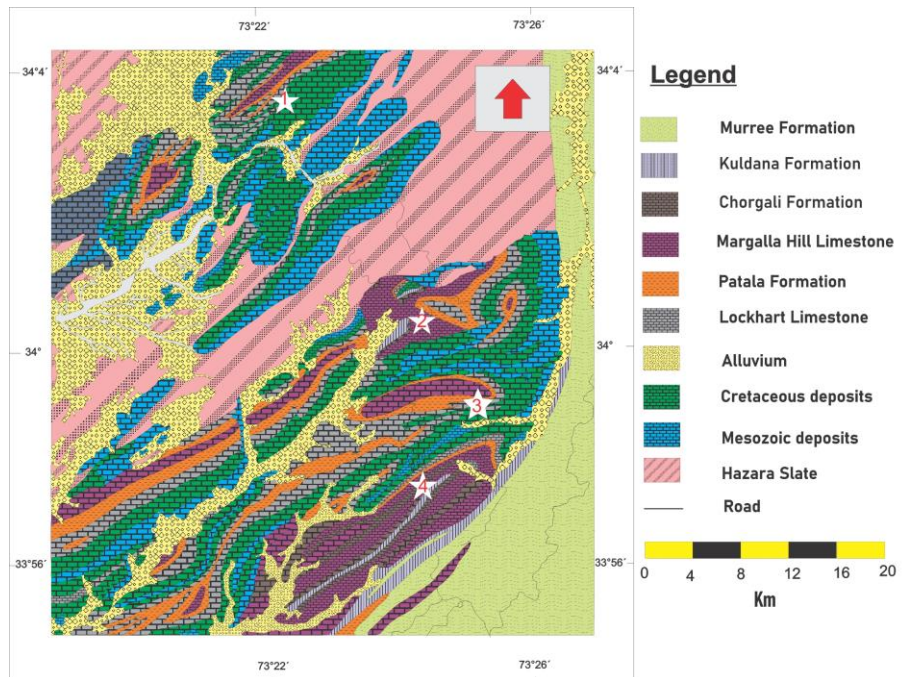 73°22´ 73°26´
34°4´ 34°4´
1
2
34° 34°
3
4
33°56´ 33°56´
73°22´ 73°26´
Legend
Murree Formation
Kuldana Formation
Chorgali Formation
Margalla Hill Limestone
Patala Formation
Lockhart Limestone
Alluvium
Cretaceous deposits
Mesozoic deposits
Hazara Slate
Road
0 4 8 12 16 20
Km